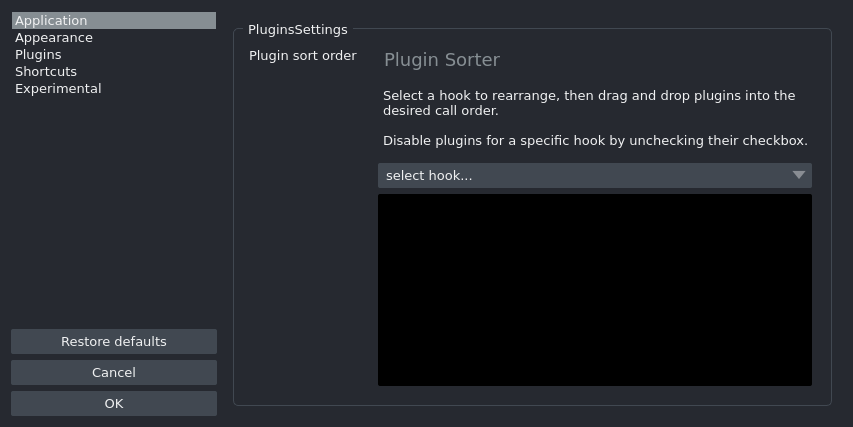 Application
Appearance
Plugins
Shortcuts
Experimental
Restore defaults
Cancel
OK
PluginsSettings
Plugin sort order
Plugin Sorter
Select a hook to rearrange, then drag and drop plugins into the
desired call order.
Disable plugins for a specific hook by unchecking their checkbox.
select hook...